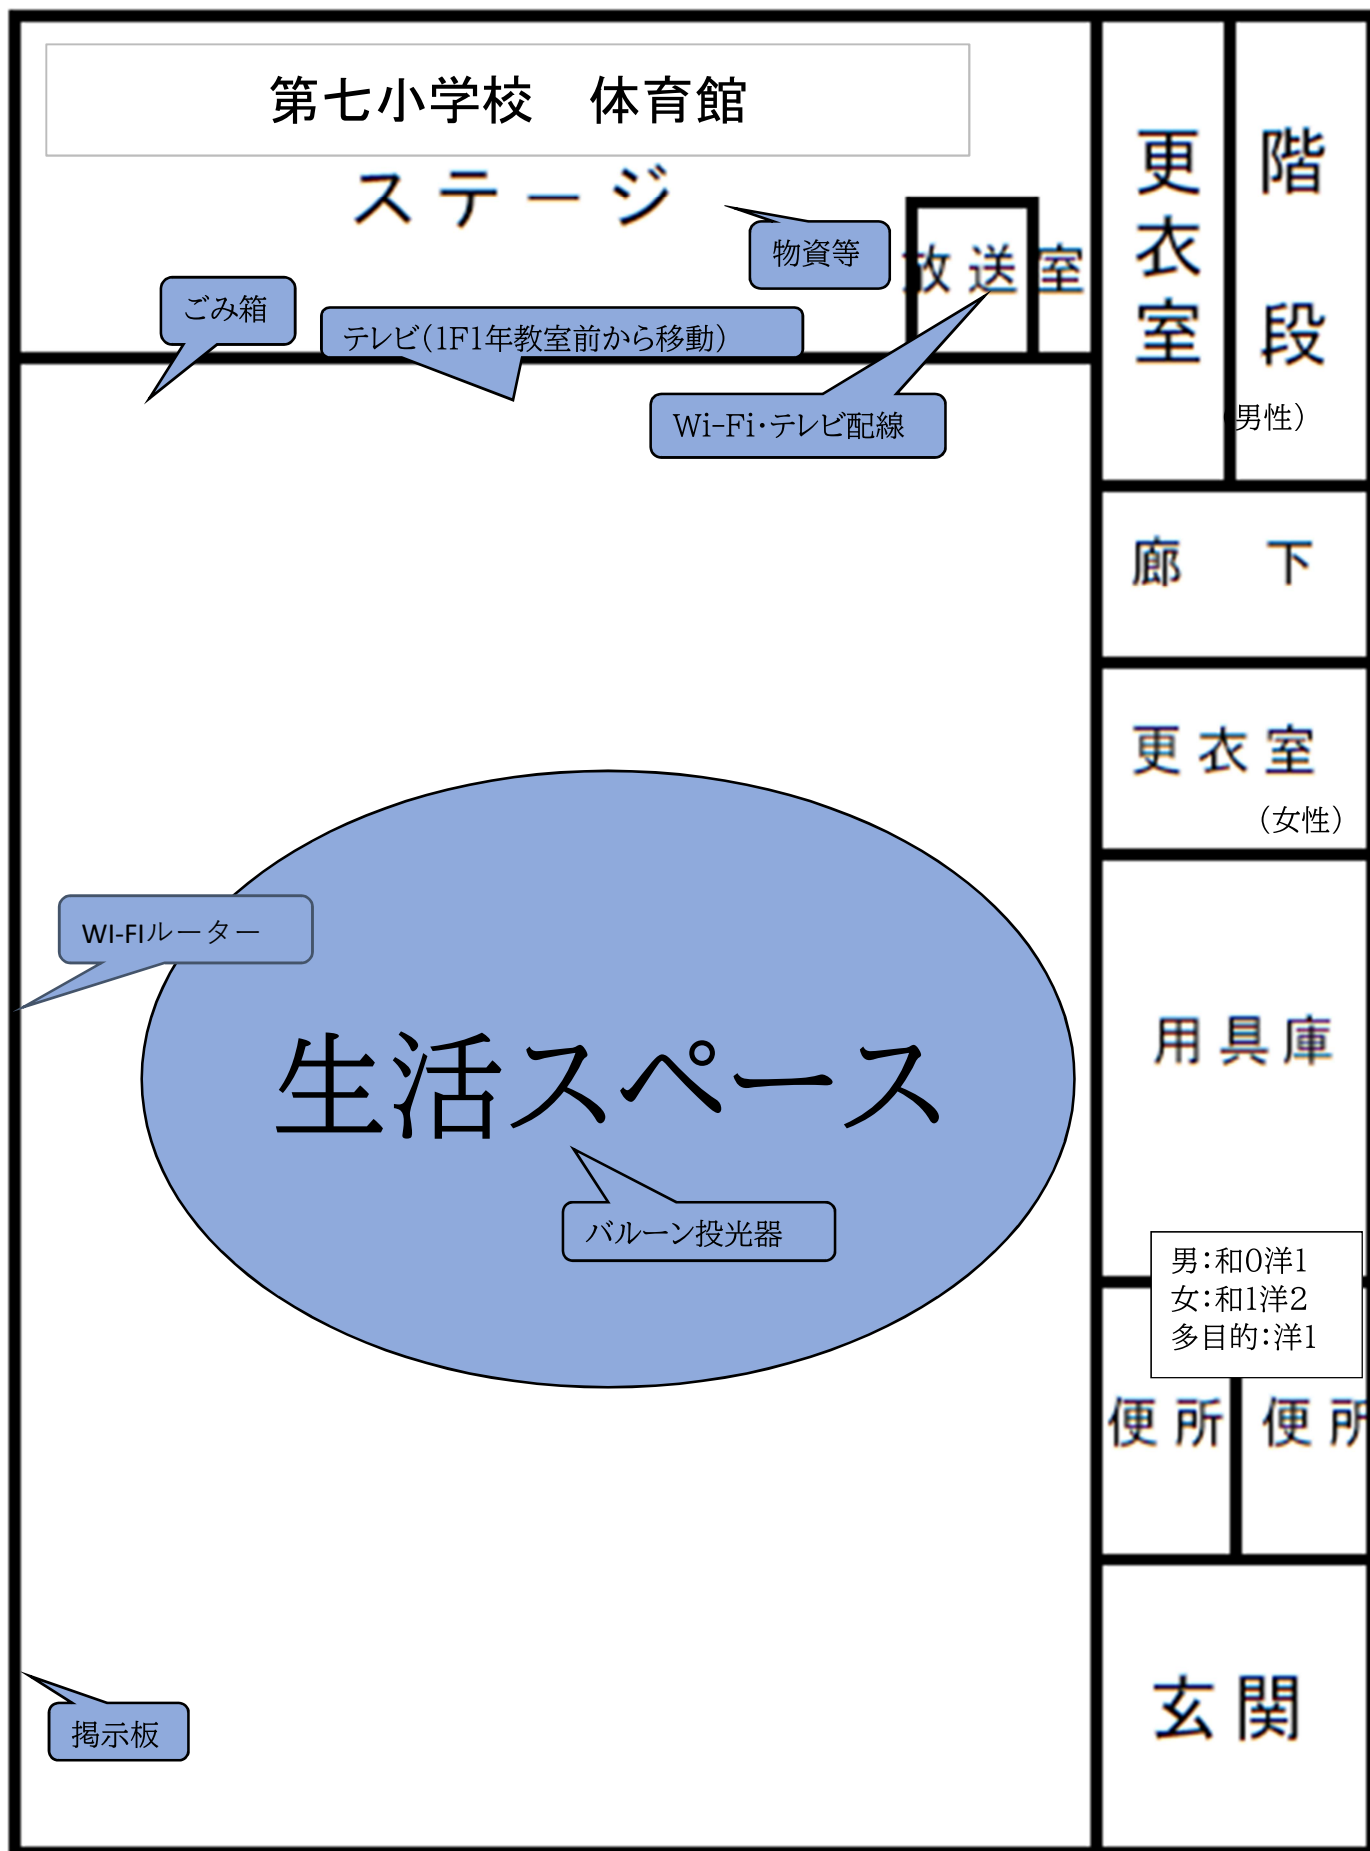 第七小学校　体育館
ステージ
物資等
放送室
ごみ箱
テレビ（1F1年教室前から移動）
Wi-Fi・テレビ配線
更衣室
（男性）
階段
廊下
更衣室
（女性）
WI-FIルーター
生活スペース
バルーン投光器
用具庫
男：和0洋1
女：和1洋2
多目的：洋1
便所
便所
掲示板
玄関